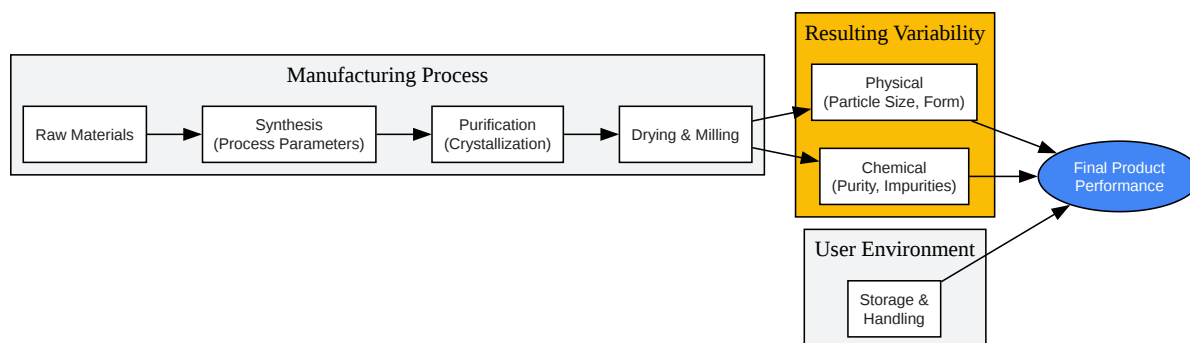 Manufacturing Process
Raw Materials
Synthesis
(Process Parameters)
Purification
(Crystallization)
Drying & Milling
Resulting Variability
Physical
(Particle Size, Form)
Chemical
(Purity, Impurities)
User Environment
Storage &
Handling
Final Product
Performance